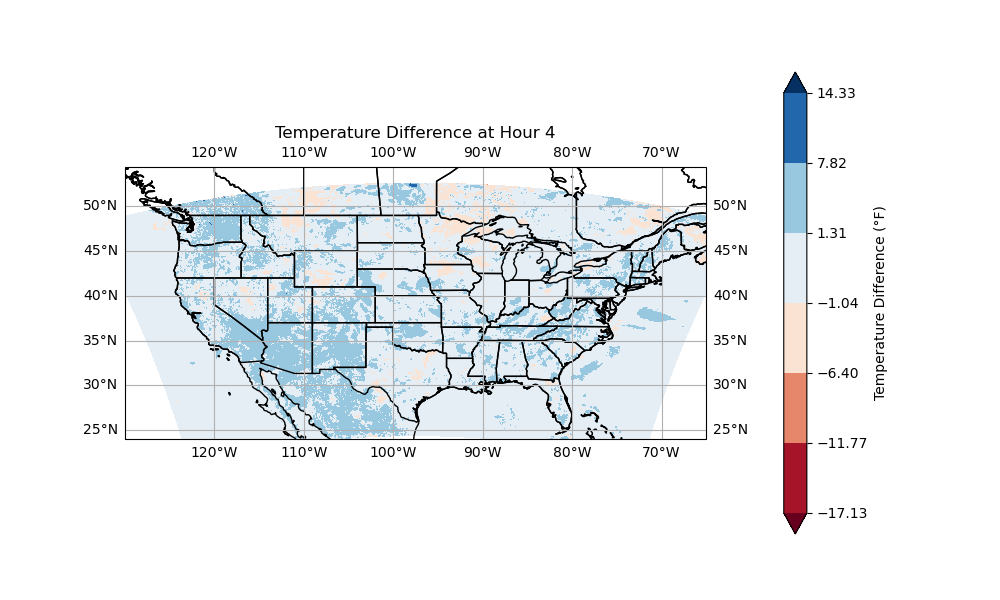 Temperature Difference at Hour 4
120°W 110°W 100°W 90°W 80°W 70°W
50°N 50°N
45°N 45°N
40°N 40°N
35°N 35°N
30°N 30°N
25°N 25°N
120°W 110°W 100°W 90°W 80°W 70°W
14.33
7.82
1.31
−1.04
−6.40
−11.77
−17.13
Temperature Difference (°F)